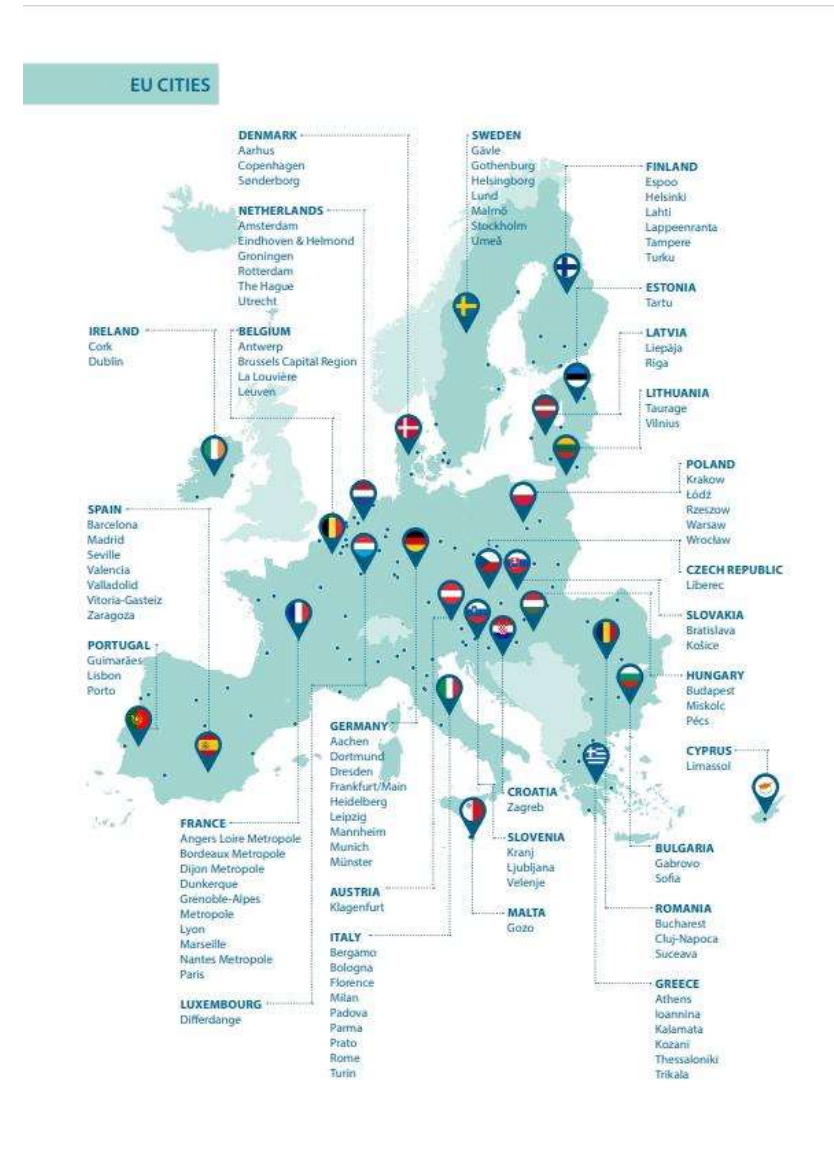 EU CITIES
DENMARK
Aarhus
Copenhagen
Sønderborg
NETHERLANDS
Amsterdam
Eindhoven & Helmond
Groningen
Rotterdam
The Hague
Utrecht
SWEDEN
Gävle
Gothenburg
Helsingborg
Lund
Malmö
Stockholm
Umeå
FINLAND
Espoo
Helsinki
Lahti
Lappeenranta
Tampere
Turku
ESTONIA
Tartu
IRELAND
Cork
Dublin
BELGIUM
Antwerp
Brussels Capital Region
La Louvière
Leuven
LATVIA
Liepāja
Riga
LITHUANIA
Taurage
Vilnius
POLAND
Krakow
Łódź
Rzeszow
Warsaw
Wrocław
SPAIN
Barcelona
Madrid
Seville
Valencia
Valladolid
Vitoria-Gasteiz
Zaragoza
CZECH REPUBLIC
Liberec
SLOVAKIA
Bratislava
Košice
PORTUGAL
Guimarães
Lisbon
Porto
HUNGARY
Budapest
Miskolc
Pécs
CYPRUS
Limassol
GERMANY
Aachen
Dortmund
Dresden
Frankfurt/Main
Heidelberg
Leipzig
Mannheim
Munich
Münster
CROATIA
Zagreb
SLOVENIA
Kranj
Ljubljana
Velenje
FRANCE
Angers Loire Metropole
Bordeaux Metropole
Dijon Metropole
Dunkerque
Grenoble-Alpes
Metropole
Lyon
Marseille
Nantes Metropole
Paris
BULGARIA
Gabrovo
Sofia
AUSTRIA
Klagenfurt
MALTA
Gozo
ROMANIA
Bucharest
Cluj-Napoca
Suceava
ITALY
Bergamo
Bologna
Florence
Milan
Padova
Parma
Prato
Rome
Turin
LUXEMBOURG
Differdange
GREECE
Athens
Ioannina
Kalamata
Kozani
Thessaloniki
Trikala